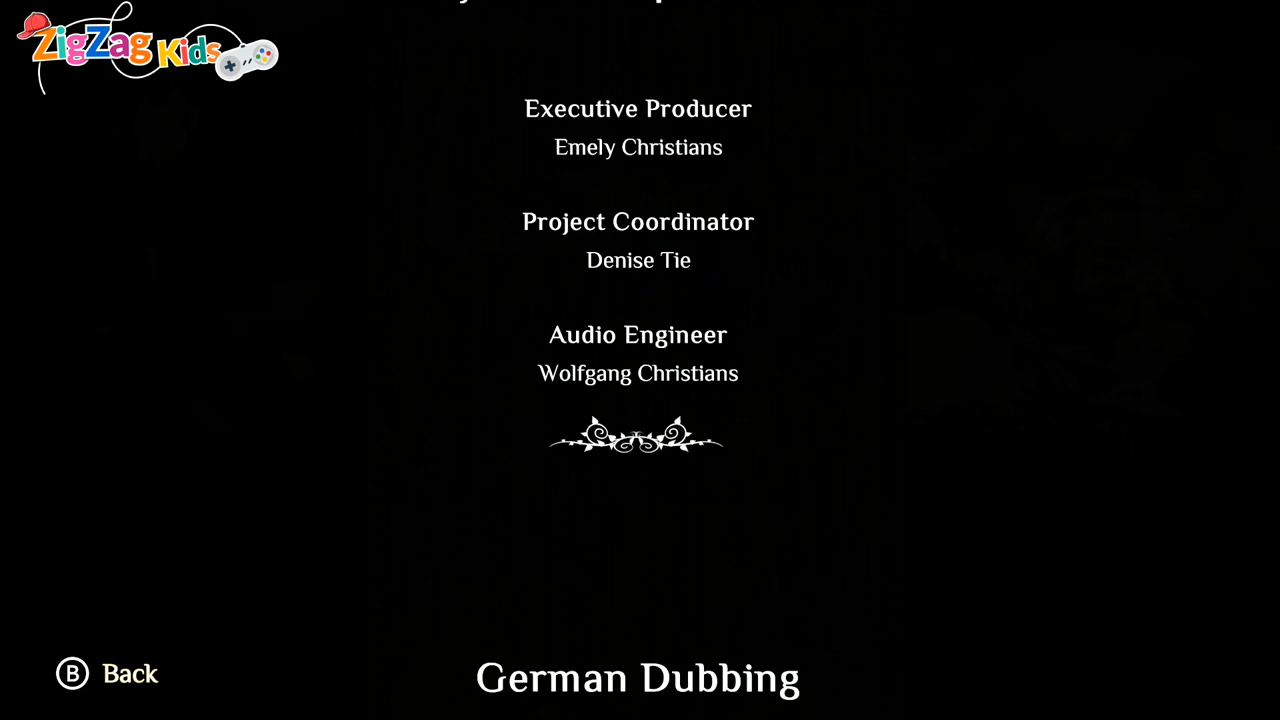 ZigZag Kids
Executive Producer
Emely Christians
Project Coordinator
Denise Tie
Audio Engineer
Wolfgang Christians
B Back
German Dubbing